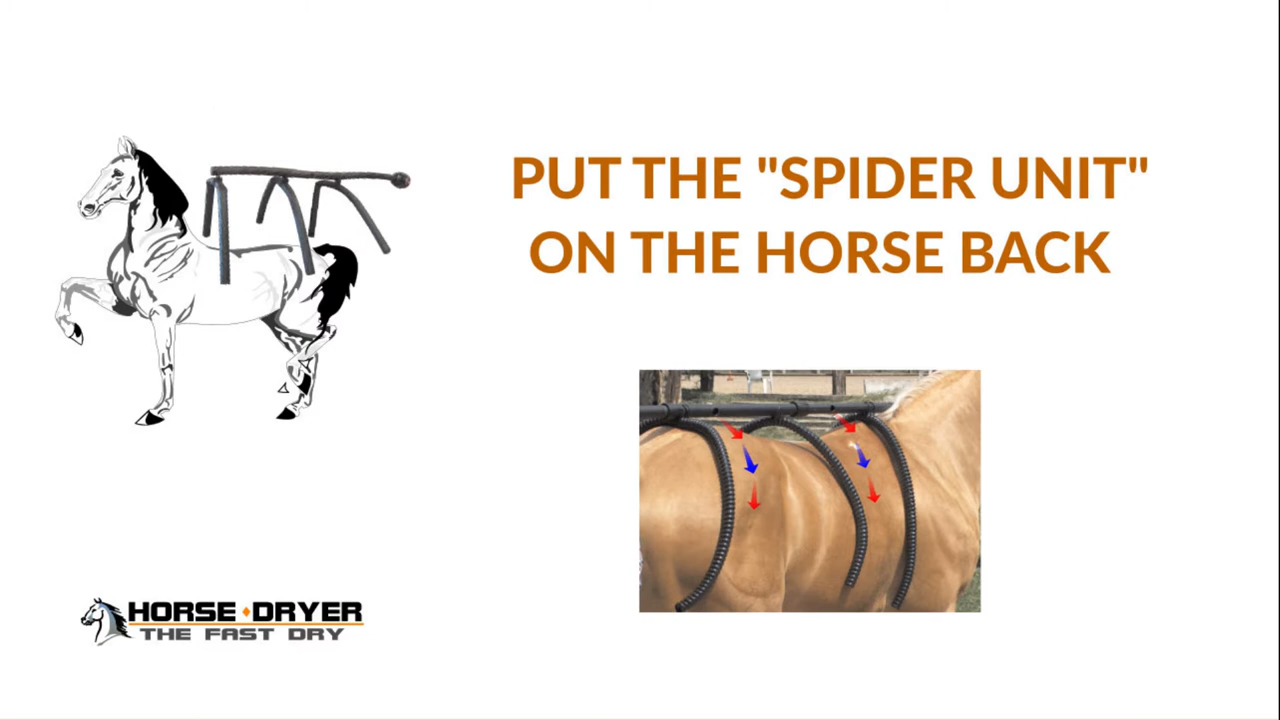 PUT THE "SPIDER UNIT"
ON THE HORSE BACK
HORSE DRYER
THE FAST DRY